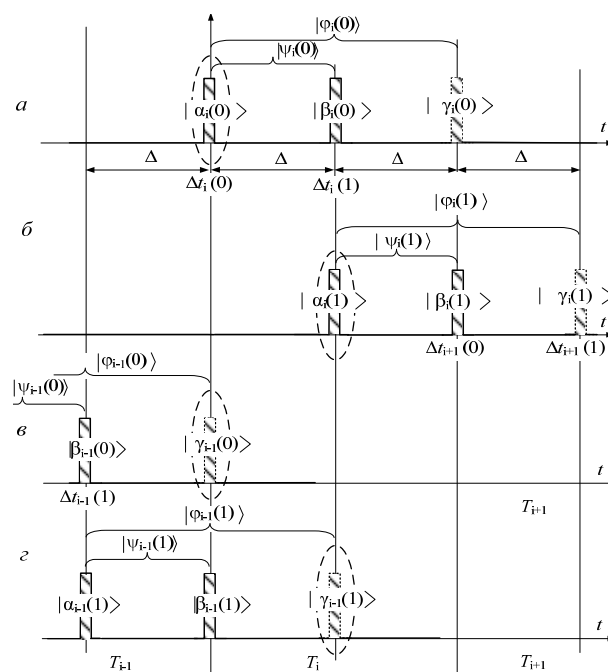 |φi(0)⟩
|ψi(0)⟩
а
| αi(0) ⟩ |βi(0) ⟩ | γi(0) ⟩
t
Δ Δ Δ Δ
Δti(0) Δti(1)
|φi(1) ⟩
б
| ψi(1) ⟩
| αi(1) ⟩ |βi(1) ⟩ | γi(1) ⟩
t
Δti+1(0) Δti+1(1)
|φi-1(0)⟩
|ψi-1(0)⟩
в
|βi-1(0)⟩ | γi-1(0) ⟩
t
Δti-1(1) Ti+1
|φi-1(1)⟩
г
|ψi-1(1)⟩
|αi-1(1)⟩ |βi-1(1)⟩ | γi-1(1) ⟩
t
Ti-1 Ti Ti+1